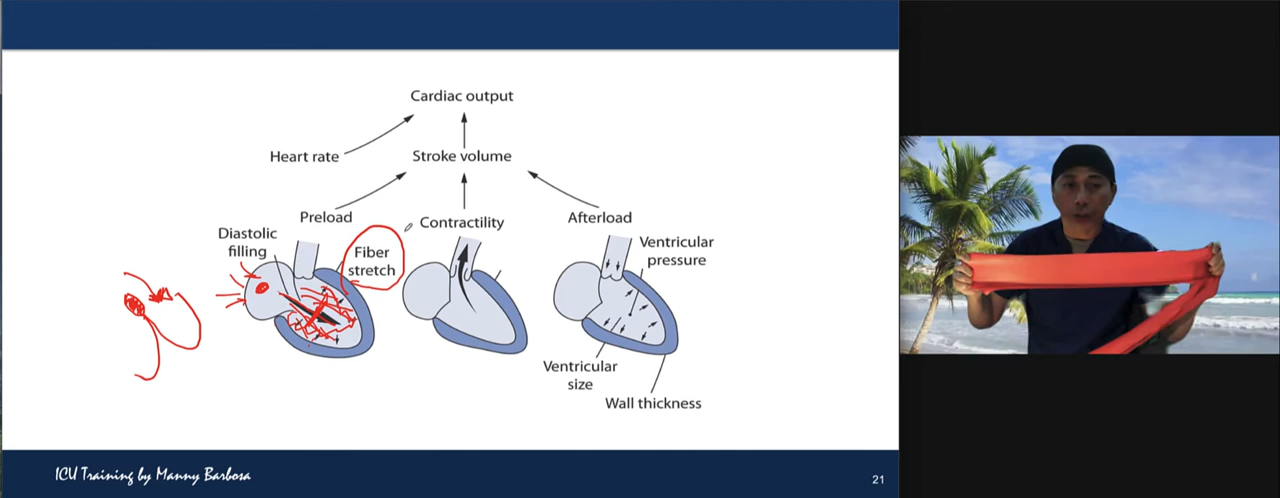 Cardiac output
Heart rate
Stroke volume
Preload
Contractility
Afterload
Diastolic
filling
Fiber
stretch
Ventricular
pressure
Ventricular
size
Wall thickness
ICU Training by Manny Barbosa
21